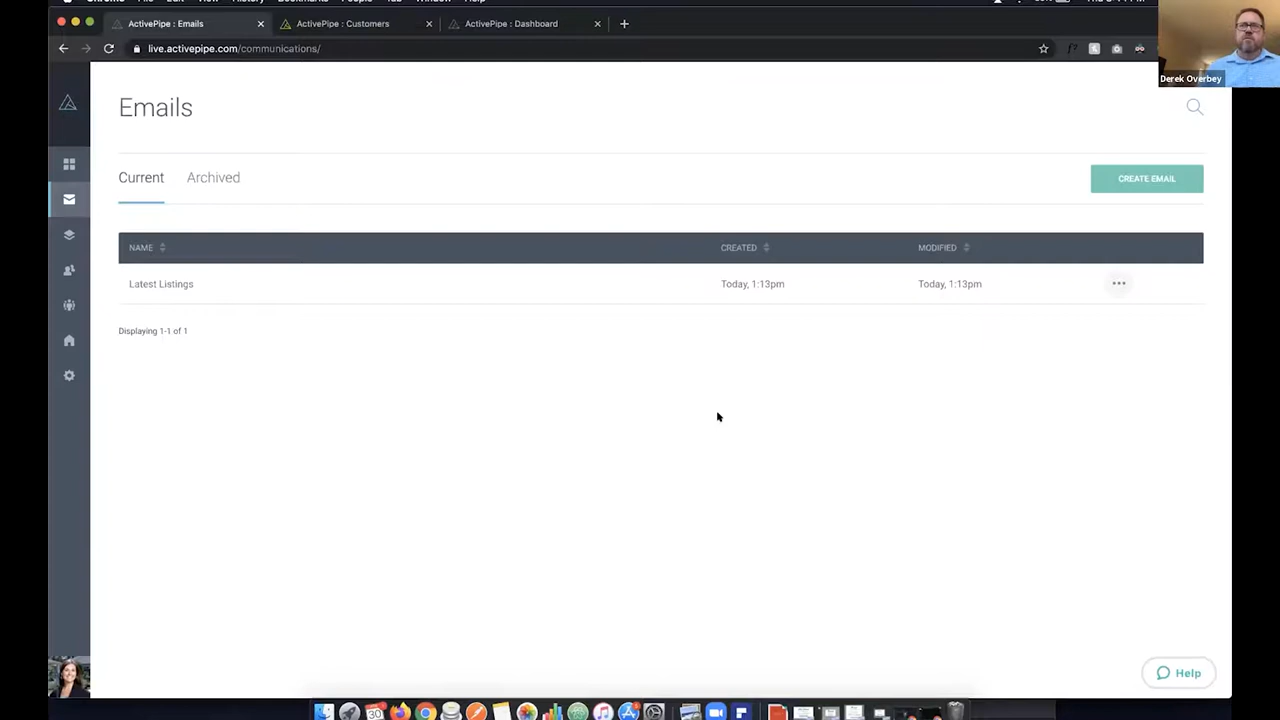 ActivePipe : Emails
ActivePipe : Customers
ActivePipe : Dashboard
live.activepipe.com/communications/
Derek Overbey
Emails
Current
Archived
CREATE EMAIL
NAME
CREATED
MODIFIED
Latest Listings
Today, 1:13pm
Today, 1:13pm
Displaying 1-1 of 1
Help
30